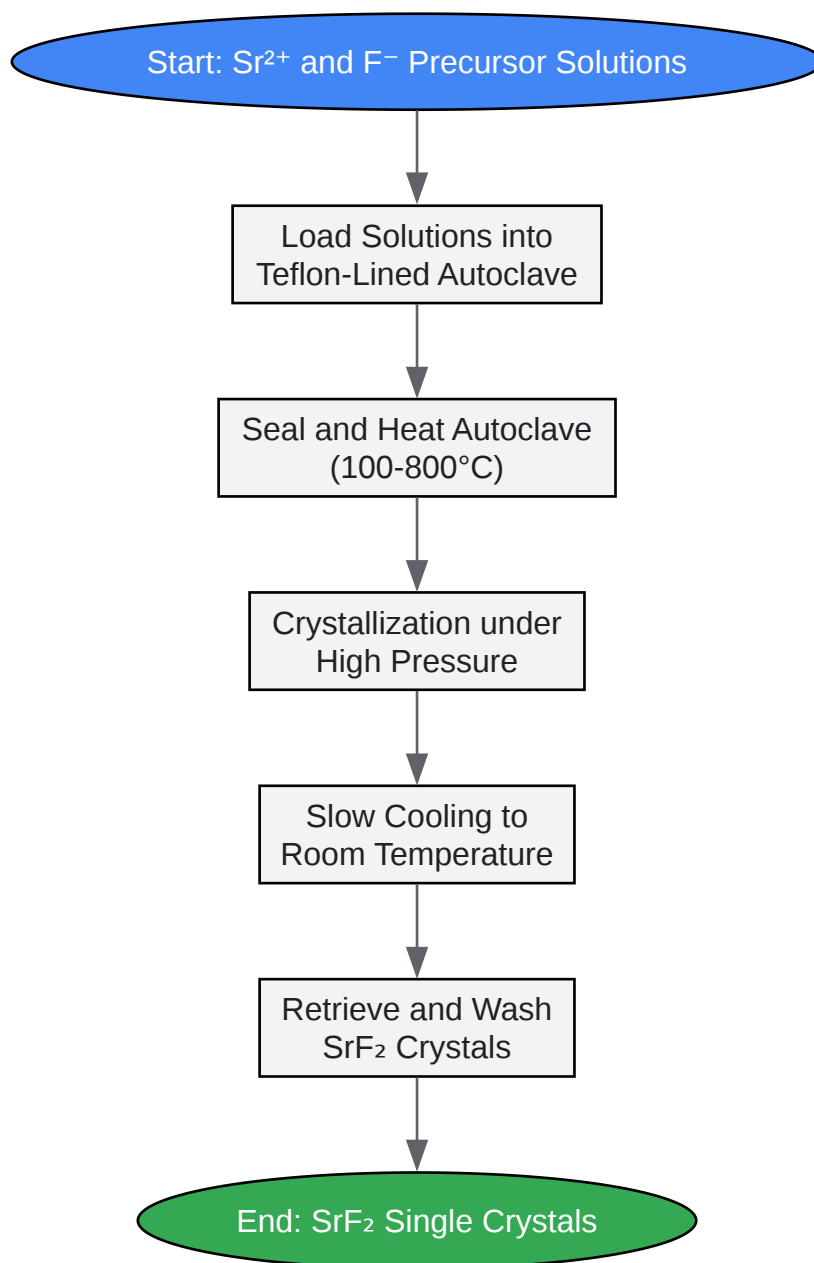 Start: Sr²⁺ and F⁻ Precursor Solutions
Load Solutions into
Teflon-Lined Autoclave
Seal and Heat Autoclave
(100-800°C)
Crystallization under
High Pressure
Slow Cooling to
Room Temperature
Retrieve and Wash
SrF₂ Crystals
End: SrF₂ Single Crystals